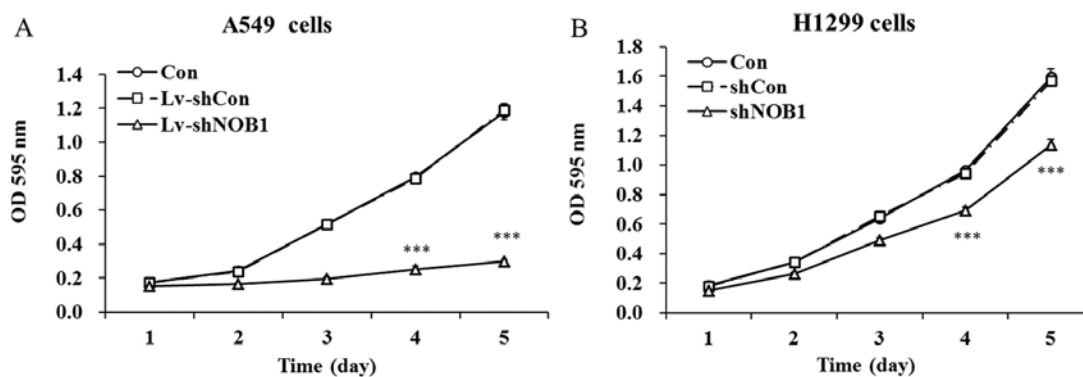 A
A549 cells
Con
Lv-shCon
Lv-shNOB1
OD 595 nm
1.4
1.2
1.0
0.8
0.6
0.4
0.2
0.0
***
***
1 2 3 4 5
Time (day)
B
H1299 cells
Con
shCon
shNOB1
OD 595 nm
1.8
1.6
1.4
1.2
1.0
0.8
0.6
0.4
0.2
0.0
***
***
1 2 3 4 5
Time (day)